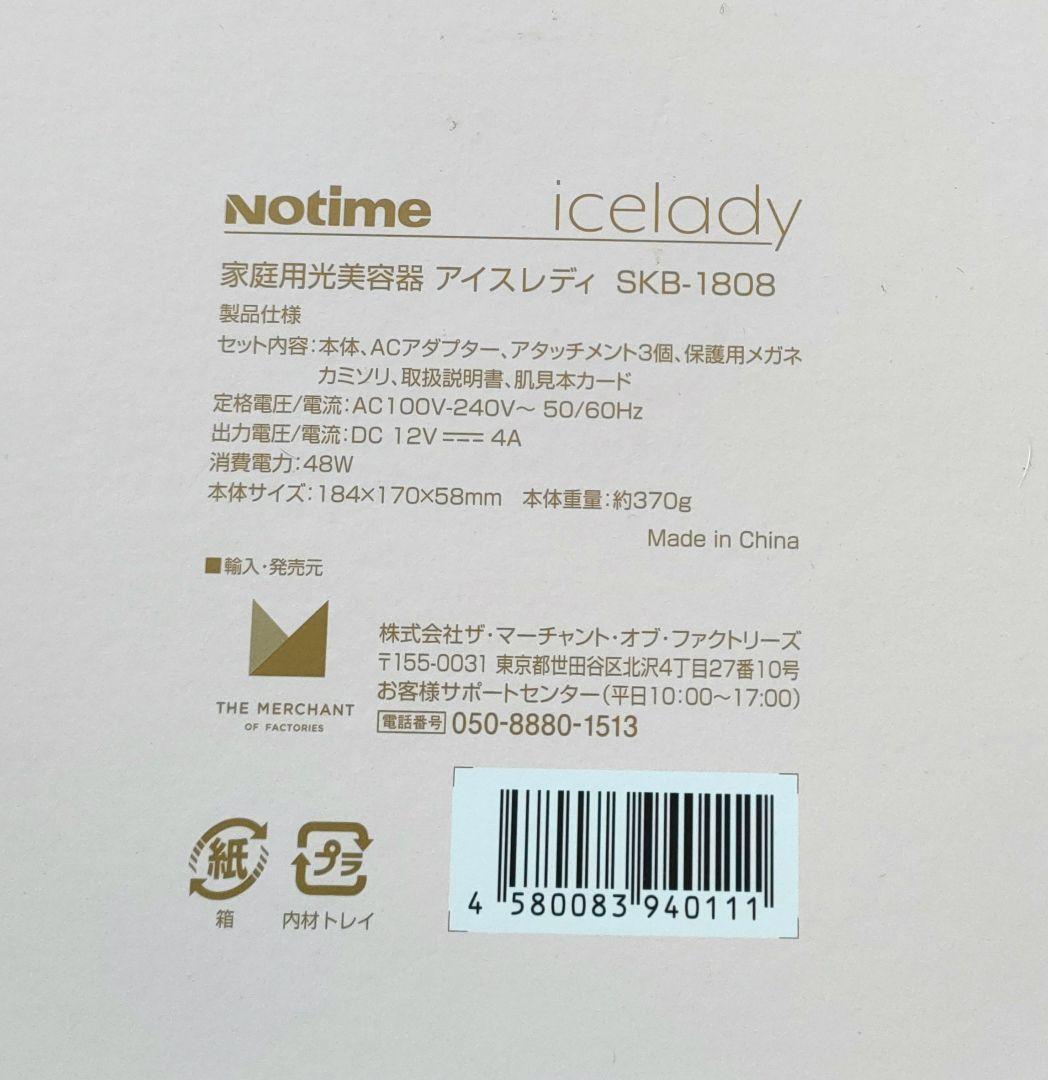 Notime icelady
家庭用光美容器 アイスレディ SKB-1808
製品仕様
セット内容:本体、ACアダプター、アタッチメント3個、保護用メガネ
カミソリ、取扱説明書、肌見本カード
定格電圧/電流:AC100V-240V～ 50/60Hz
出力電圧/電流:DC 12V⎓4A
消費電力:48W
本体サイズ:184×170×58mm 本体重量:約370g
Made in China
■輸入・発売元
株式会社ザ・マーチャント・オブ・ファクトリーズ
〒155-0031 東京都世田谷区北沢4丁目27番10号
お客様サポートセンター(平日10:00～17:00)
電話番号 050-8880-1513
THE MERCHANT
OF FACTORIES
紙
箱
プラ
内材トレイ
4 580083 940111